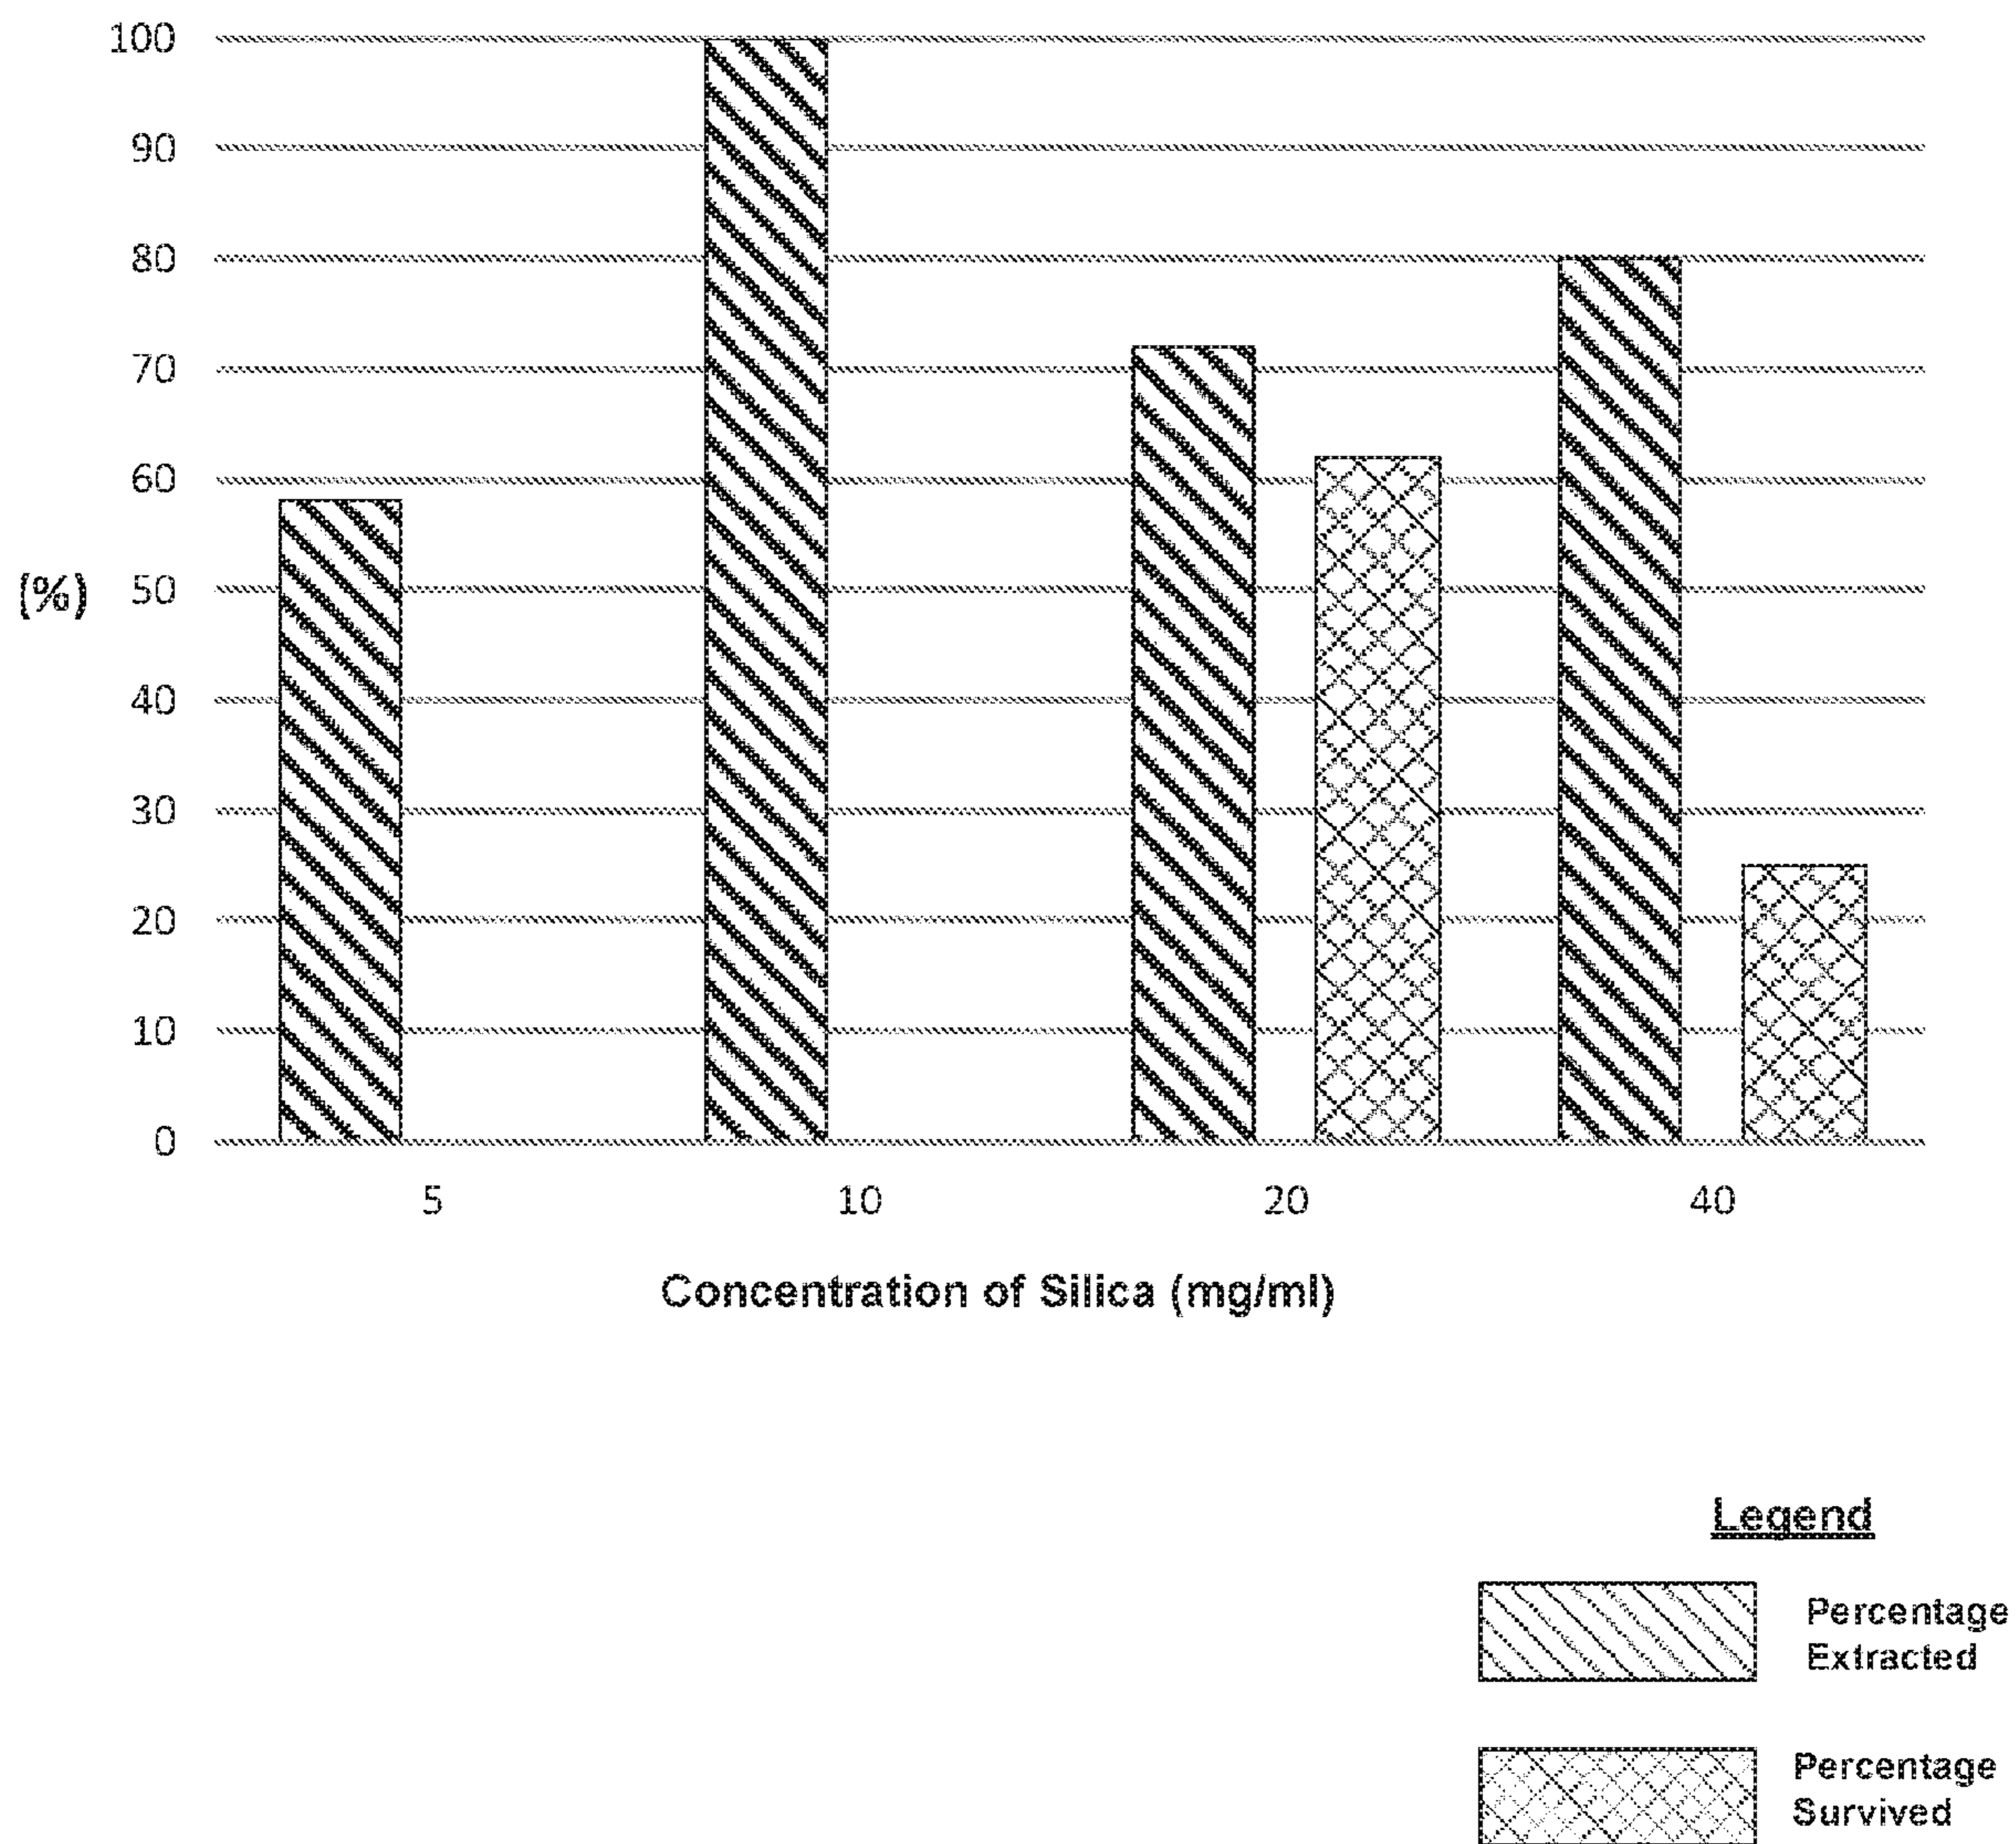 100
90
80
70
60
(%) 50
40
30
20
10
0
5 10 20 40
Concentration of Silica (mg/ml)
Legend
Percentage
Extracted
Percentage
Survived